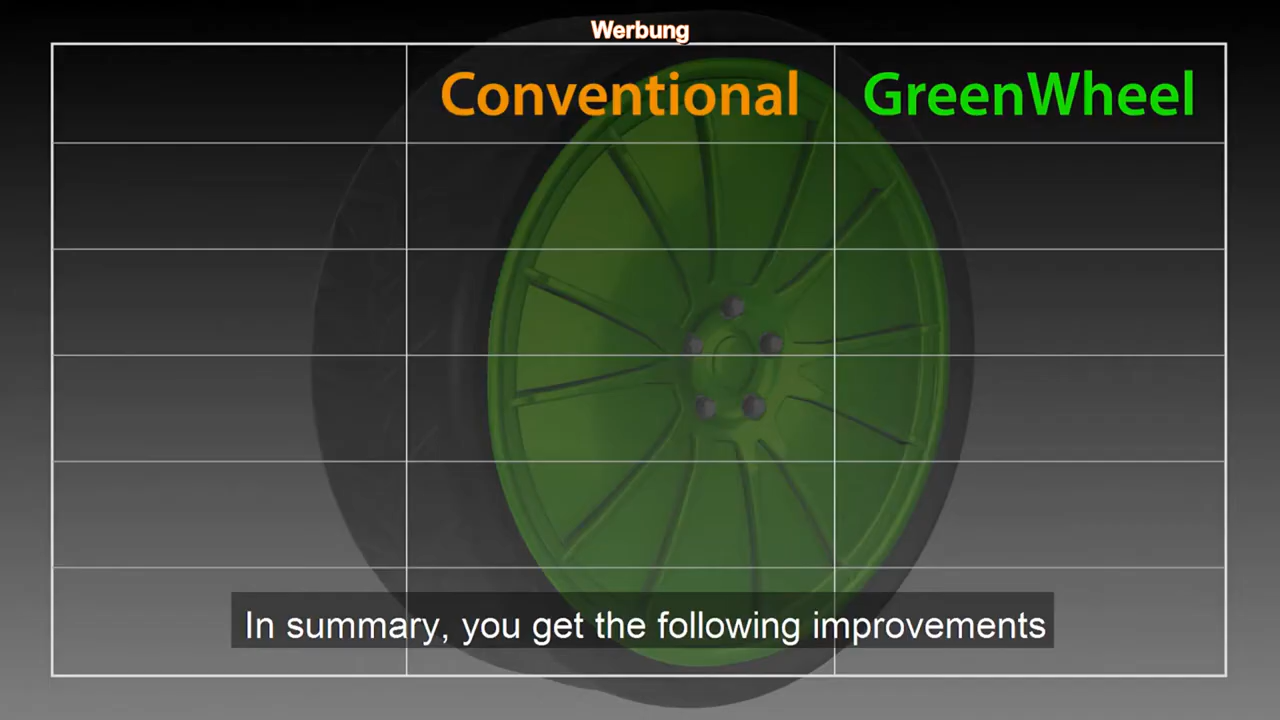 Werbung
Conventional
GreenWheel
In summary, you get the following improvements